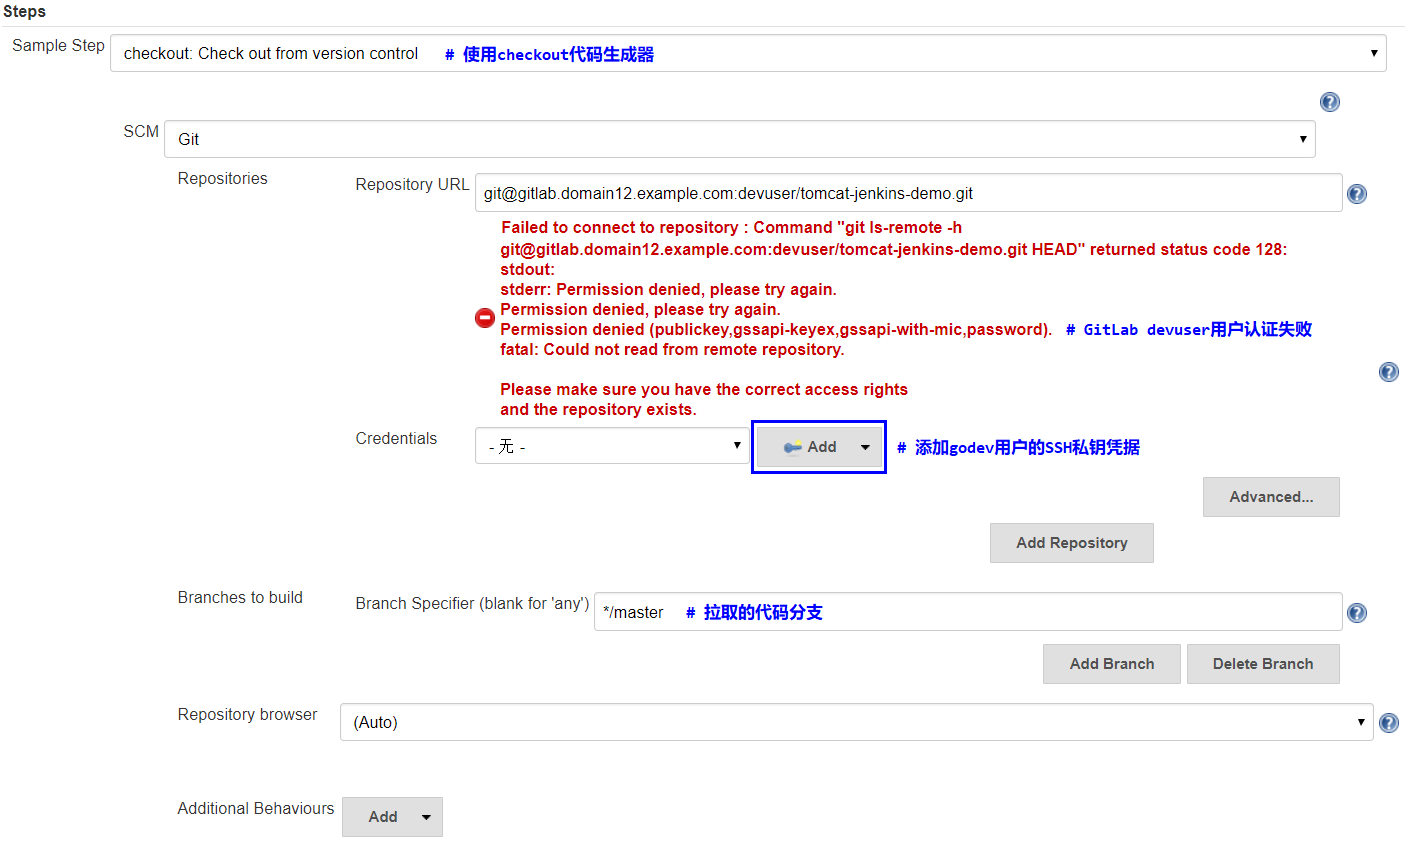 Steps
Sample Step
checkout: Check out from version control # 使用checkout代码生成器
SCM
Git
Repositories
Repository URL
git@gitlab.domain12.example.com:devuser/tomcat-jenkins-demo.git
Failed to connect to repository : Command "git ls-remote -h
git@gitlab.domain12.example.com:devuser/tomcat-jenkins-demo.git HEAD" returned status code 128:
stdout:
stderr: Permission denied, please try again.
Permission denied, please try again.
Permission denied (publickey,gssapi-keyex,gssapi-with-mic,password). # GitLab devuser用户认证失败
fatal: Could not read from remote repository.
Please make sure you have the correct access rights
and the repository exists.
Credentials
- 无 -
Add
# 添加godev用户的SSH私钥凭据
Advanced...
Add Repository
Branches to build
Branch Specifier (blank for 'any')
*/master # 拉取的代码分支
Add Branch
Delete Branch
Repository browser
(Auto)
Additional Behaviours
Add